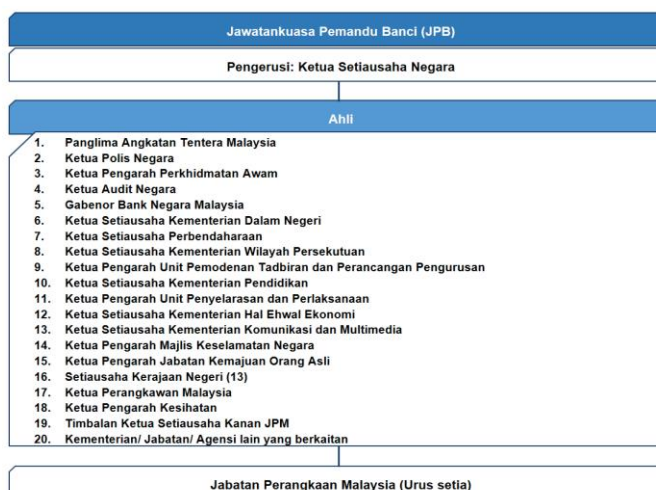 Jawatankuasa Pemandu Banci (JPB)
Pengerusi: Ketua Setiausaha Negara
Ahli
1. Panglima Angkatan Tentera Malaysia
2. Ketua Polis Negara
3. Ketua Pengarah Perkhidmatan Awam
4. Ketua Audit Negara
5. Gabenor Bank Negara Malaysia
6. Ketua Setiausaha Kementerian Dalam Negeri
7. Ketua Setiausaha Perbendaharaan
8. Ketua Setiausaha Kementerian Wilayah Persekutuan
9. Ketua Pengarah Unit Pemodenan Tadbiran dan Perancangan Pengurusan
10. Ketua Setiausaha Kementerian Pendidikan
11. Ketua Pengarah Unit Penyelarasan dan Perlaksanaan
12. Ketua Setiausaha Kementerian Hal Ehwal Ekonomi
13. Ketua Setiausaha Kementerian Komunikasi dan Multimedia
14. Ketua Pengarah Majlis Keselamatan Negara
15. Ketua Pengarah Jabatan Kemajuan Orang Asli
16. Setiausaha Kerajaan Negeri (13)
17. Ketua Perangkawan Malaysia
18. Ketua Pengarah Kesihatan
19. Timbalan Ketua Setiausaha Kanan JPM
20. Kementerian/ Jabatan/ Agensi lain yang berkaitan
Jabatan Perangkaan Malaysia (Urus setia)